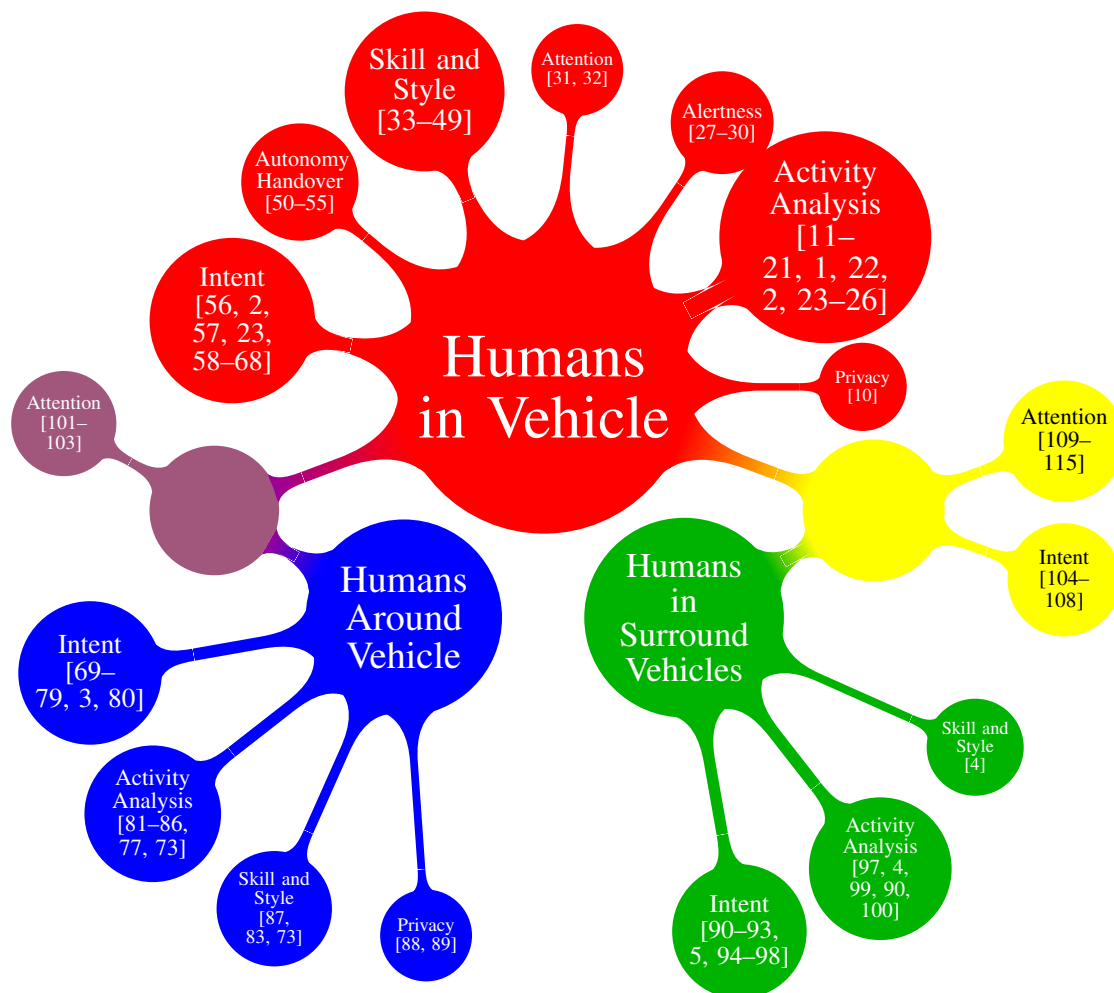 Skill and
Style
[33–49]
Attention
[31, 32]
Alertness
[27–30]
Autonomy
Handover
[50–55]
Activity
Analysis
[11–
21, 1, 22,
2, 23–26]
Intent
[56, 2,
57, 23,
58–68]
Humans
in Vehicle
Privacy
[10]
Attention
[101–
103]
Attention
[109–
115]
Intent
[104–
108]
Humans
Around
Vehicle
Humans
in
Surround
Vehicles
Intent
[69–
79, 3, 80]
Activity
Analysis
[81–86,
77, 73]
Skill and
Style
[87,
83, 73]
Privacy
[88, 89]
Skill and
Style
[4]
Activity
Analysis
[97, 4,
99, 90,
100]
Intent
[90–93,
5, 94–98]